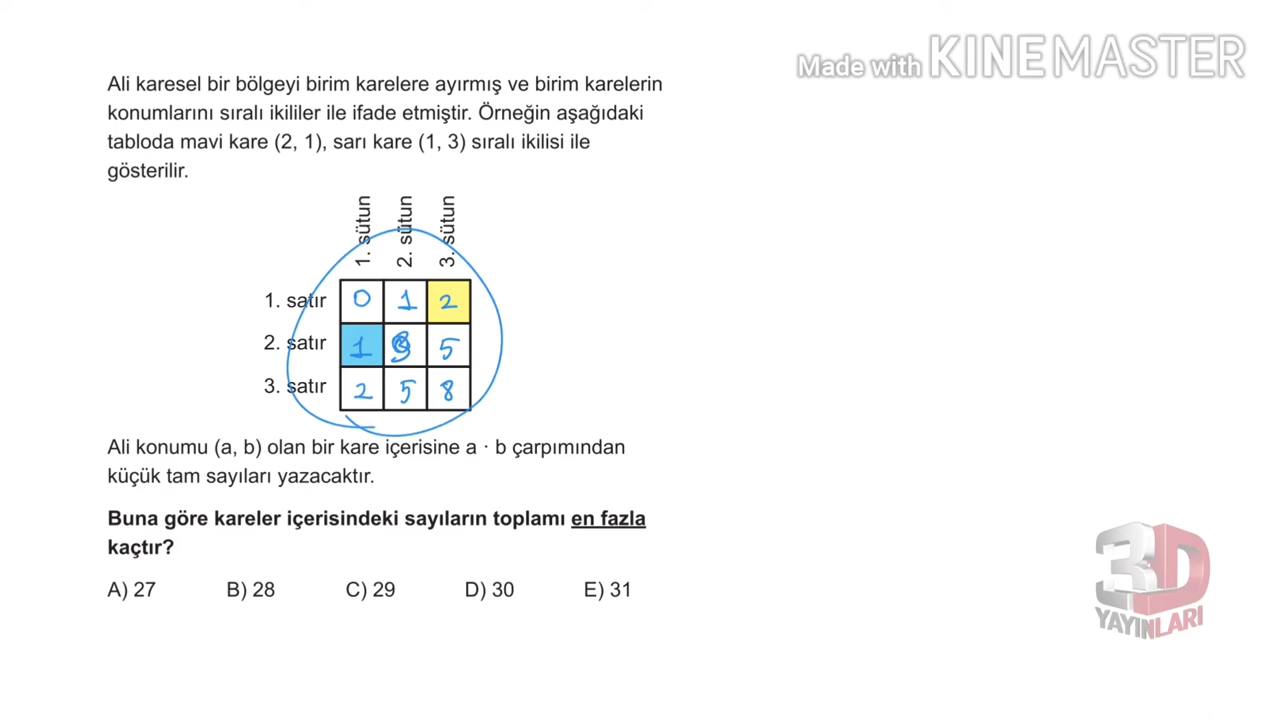 Made with KINEMASTER
Ali karesel bir bölgeyi birim karelere ayırmış ve birim karelerin
konumlarını sıralı ikililer ile ifade etmiştir. Örneğin aşağıdaki
tabloda mavi kare (2, 1), sarı kare (1, 3) sıralı ikilisi ile
gösterilir.
1. sütun
2. sütun
3. sütun
1. satır 0 1 2
2. satır 1 3 5
3. satır 2 5 8
Ali konumu (a, b) olan bir kare içerisine a · b çarpımından
küçük tam sayıları yazacaktır.
Buna göre kareler içerisindeki sayıların toplamı en fazla
kaçtır?
A) 27 B) 28 C) 29 D) 30 E) 31
3D
YAYINLARI